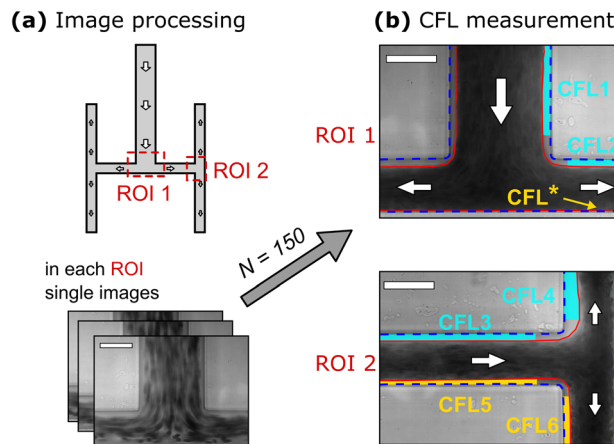 (a) Image processing
ROI 1
ROI 2
in each ROI
single images
N = 150
(b) CFL measurement
ROI 1
CFL1
CFL2
CFL*
ROI 2
CFL4
CFL3
CFL5
CFL6